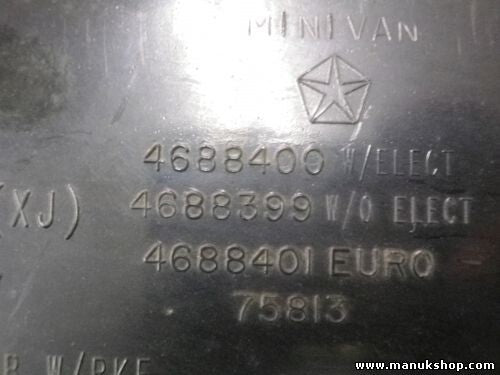 MINIVAN
4688400 W/ELECT
(XJ) 4688399 W/O ELECT
4688401 EURO
75813
www.manukshop.com